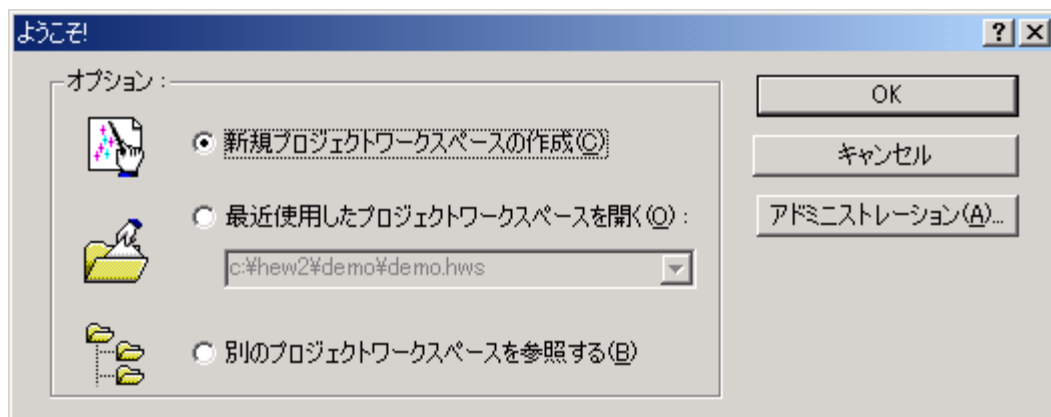 ようこそ!
オプション :
新規プロジェクトワークスペースの作成(C)
最近使用したプロジェクトワークスペースを開く(O) :
c:¥hew2¥demo¥demo.hws
別のプロジェクトワークスペースを参照する(B)
OK
キャンセル
アドミニストレーション(A)...